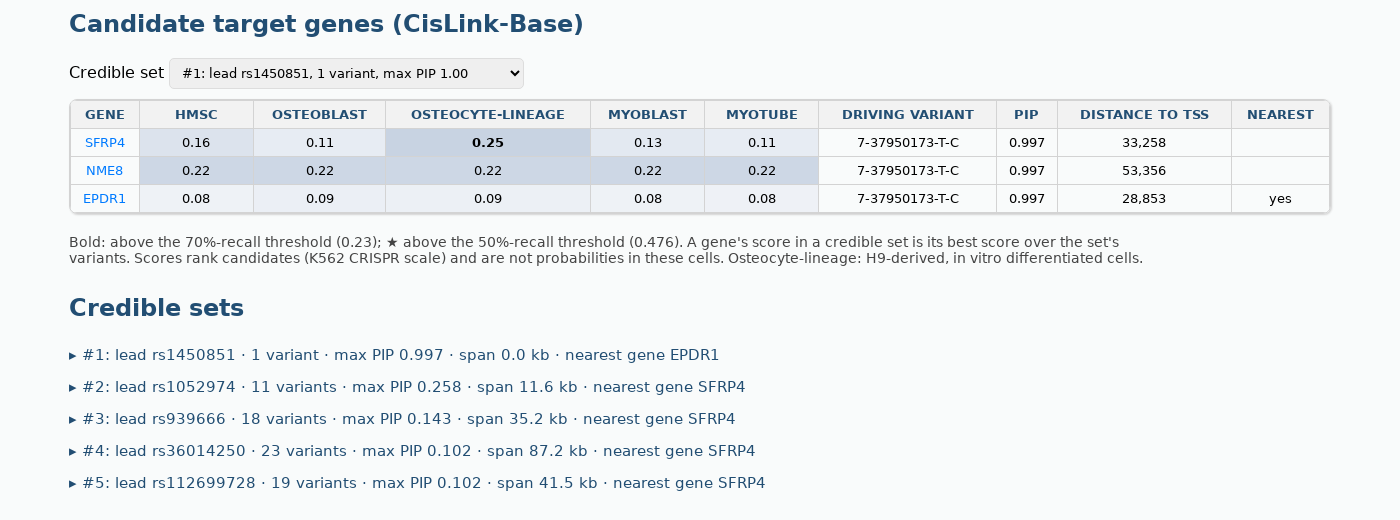 Candidate target genes (CisLink-Base)
Credible set #1: lead rs1450851, 1 variant, max PIP 1.00
GENE HMSC OSTEOBLAST OSTEOCYTE-LINEAGE MYOBLAST MYOTUBE DRIVING VARIANT PIP DISTANCE TO TSS NEAREST
SFRP4 0.16 0.11 0.25 0.13 0.11 7-37950173-T-C 0.997 33,258
NME8 0.22 0.22 0.22 0.22 0.22 7-37950173-T-C 0.997 53,356
EPDR1 0.08 0.09 0.09 0.08 0.08 7-37950173-T-C 0.997 28,853 yes
Bold: above the 70%-recall threshold (0.23); ★ above the 50%-recall threshold (0.476). A gene's score in a credible set is its best score over the set's
variants. Scores rank candidates (K562 CRISPR scale) and are not probabilities in these cells. Osteocyte-lineage: H9-derived, in vitro differentiated cells.
Credible sets
▸ #1: lead rs1450851 · 1 variant · max PIP 0.997 · span 0.0 kb · nearest gene EPDR1
▸ #2: lead rs1052974 · 11 variants · max PIP 0.258 · span 11.6 kb · nearest gene SFRP4
▸ #3: lead rs939666 · 18 variants · max PIP 0.143 · span 35.2 kb · nearest gene SFRP4
▸ #4: lead rs36014250 · 23 variants · max PIP 0.102 · span 87.2 kb · nearest gene SFRP4
▸ #5: lead rs112699728 · 19 variants · max PIP 0.102 · span 41.5 kb · nearest gene SFRP4